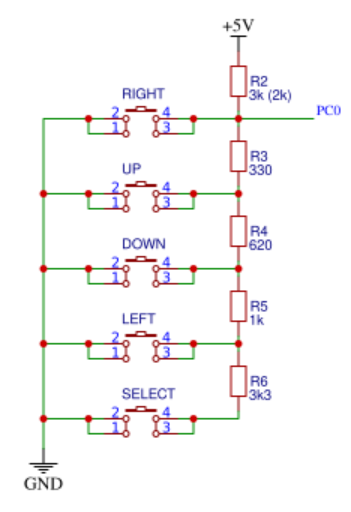 +5V
R2
3k (2k)
RIGHT
2 4
1 3
PC0
R3
330
UP
2 4
1 3
R4
620
DOWN
2 4
1 3
R5
1k
LEFT
2 4
1 3
R6
3k3
SELECT
2 4
1 3
GND